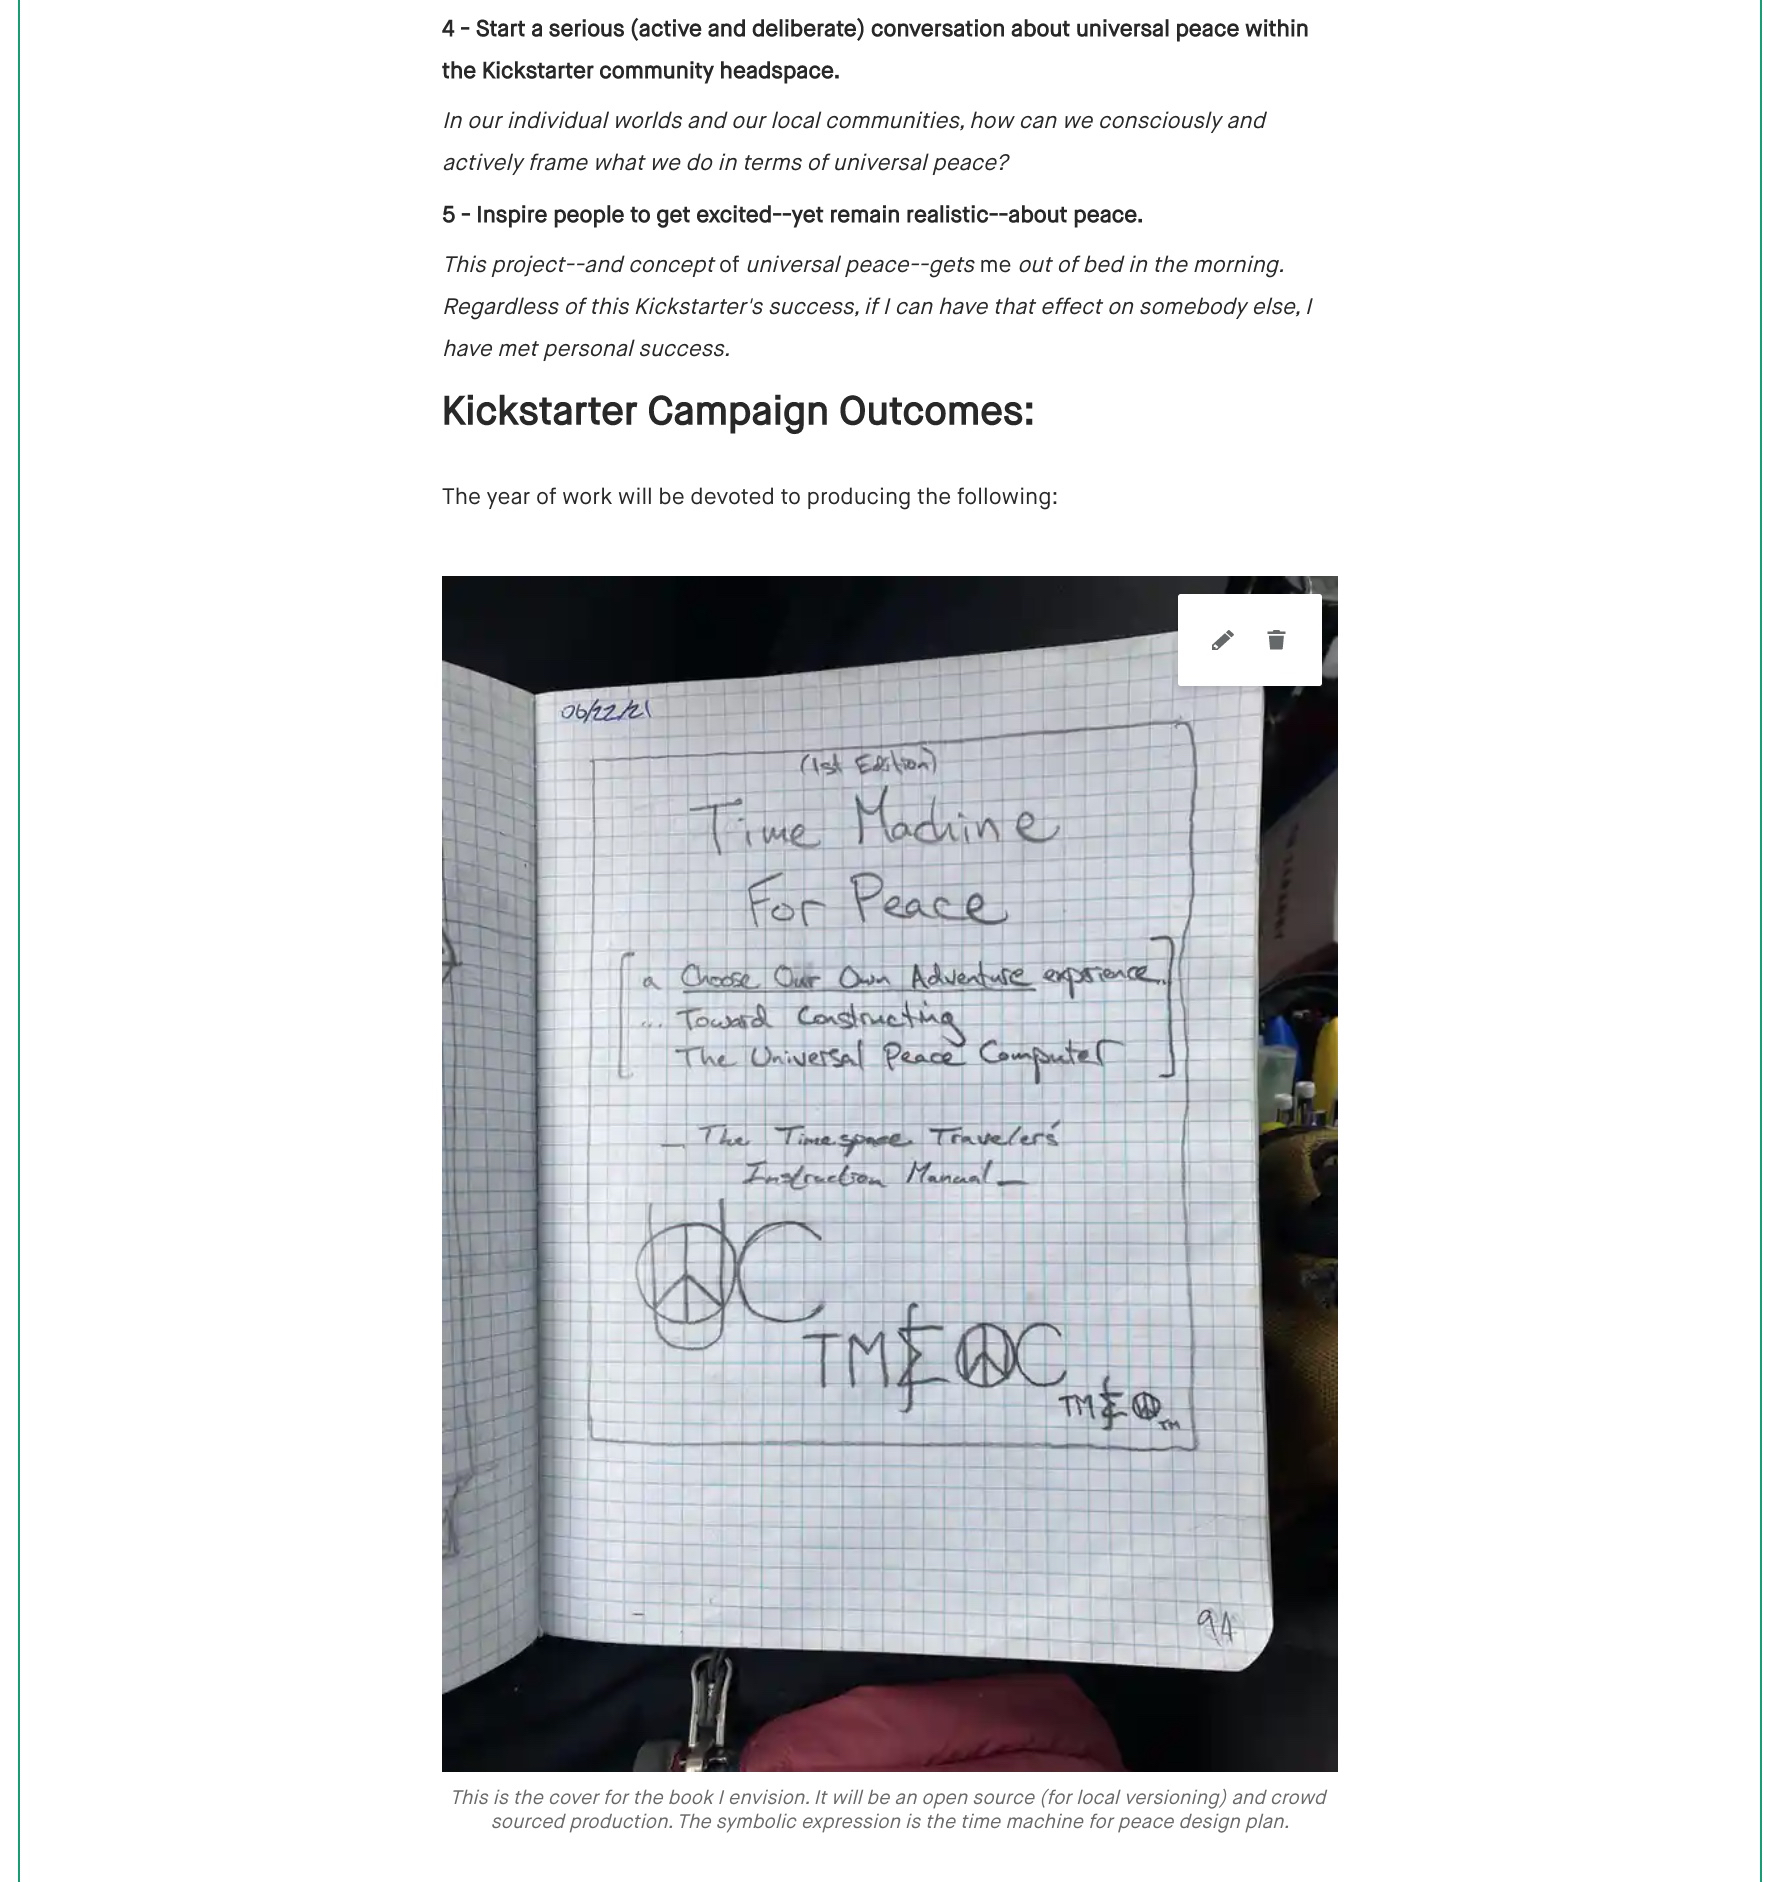 4 - Start a serious (active and deliberate) conversation about universal peace within
the Kickstarter community headspace.
In our individual worlds and our local communities, how can we consciously and
actively frame what we do in terms of universal peace?
5 - Inspire people to get excited--yet remain realistic--about peace.
This project--and concept of universal peace--gets me out of bed in the morning.
Regardless of this Kickstarter's success, if I can have that effect on somebody else, I
have met personal success.
Kickstarter Campaign Outcomes:
The year of work will be devoted to producing the following:
06/22/21
(1st Edition)
Time Machine
For Peace
a Choose Our Own Adventure experience
... Toward Constructing
The Universal Peace Computer
The Timespace Travelers'
Instruction Manual
C
TM C
TM TM
94
This is the cover for the book I envision. It will be an open source (for local versioning) and crowd
sourced production. The symbolic expression is the time machine for peace design plan.